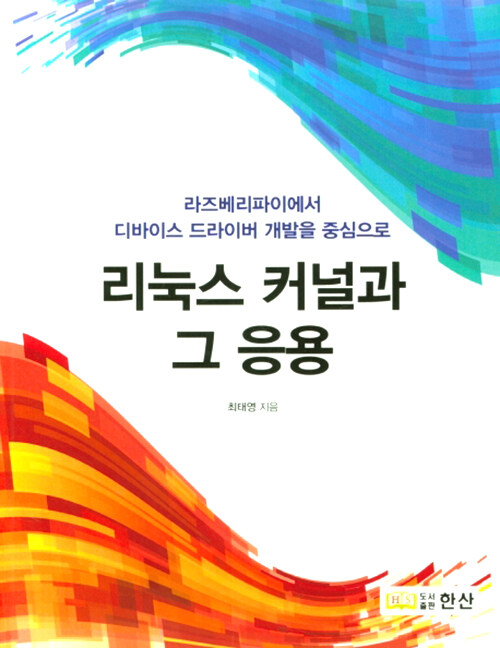 라즈베리파이에서
디바이스 드라이버 개발을 중심으로
리눅스 커널과
그 응용
최태영 지음
HS
도서
출판
한산